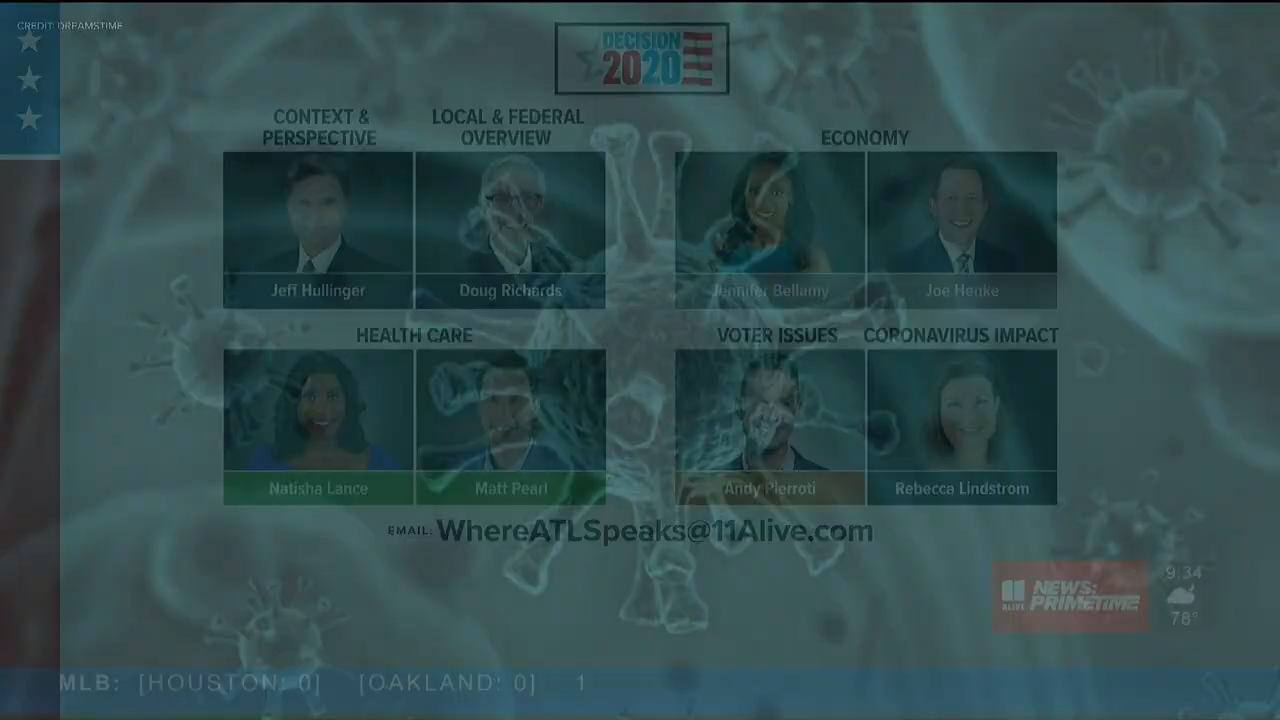 CREDIT: DREAMSTIME
DECISION
2020
CONTEXT &
PERSPECTIVE
LOCAL & FEDERAL
OVERVIEW
ECONOMY
Jeff Hullinger
Doug Richards
Jennifer Bellamy
Joe Henke
HEALTH CARE
VOTER ISSUES
CORONAVIRUS IMPACT
Natisha Lance
Matt Pearl
Andy Pierroti
Rebecca Lindstrom
EMAIL: WhereATLSpeaks@11Alive.com
11 ALIVE
NEWS:
PRIMETIME
9:34
78°
MLB: [HOUSTON: 0] [OAKLAND: 0] 1